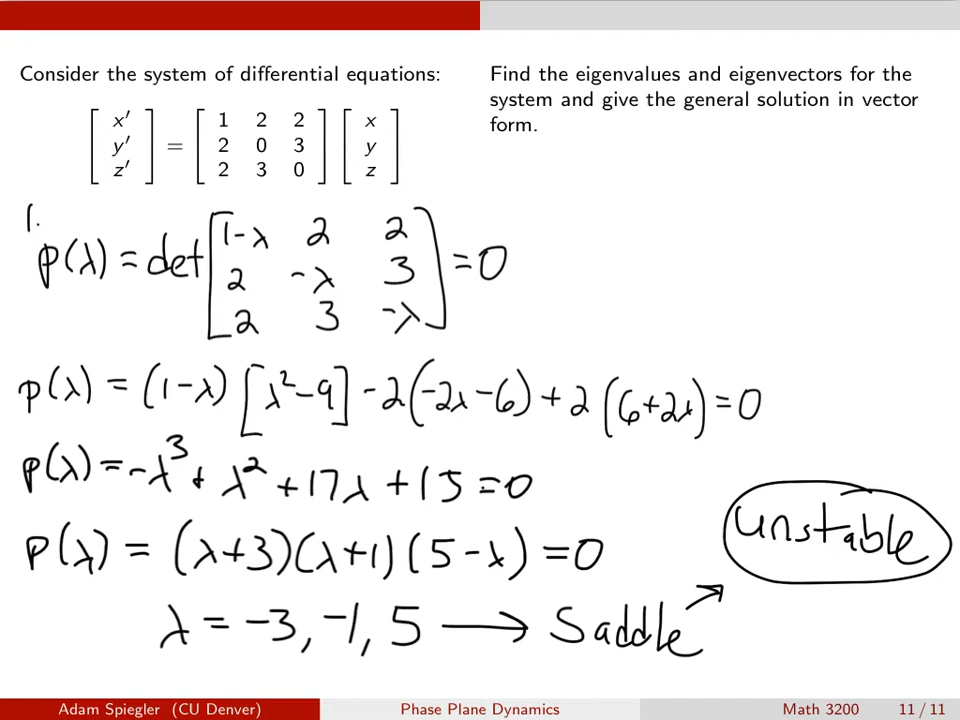 Consider the system of differential equations:
[ x′ ] = [ 1 2 2 ] [ x ]
[ y′ ] [ 2 0 3 ] [ y ]
[ z′ ] [ 2 3 0 ] [ z ]
Find the eigenvalues and eigenvectors for the
system and give the general solution in vector
form.
1.
p(λ) = det [ 1-λ 2 2 ] = 0
[ 2 -λ 3 ]
[ 2 3 -λ ]
p(λ) = (1-λ) [λ² - 9] - 2(-2λ - 6) + 2(6+2λ) = 0
p(λ) = -λ³ + λ² + 17λ + 15 = 0
p(λ) = (λ+3)(λ+1)(5-λ) = 0
unstable
λ = -3, -1, 5 → Saddle
Adam Spiegler (CU Denver) Phase Plane Dynamics Math 3200 11 / 11